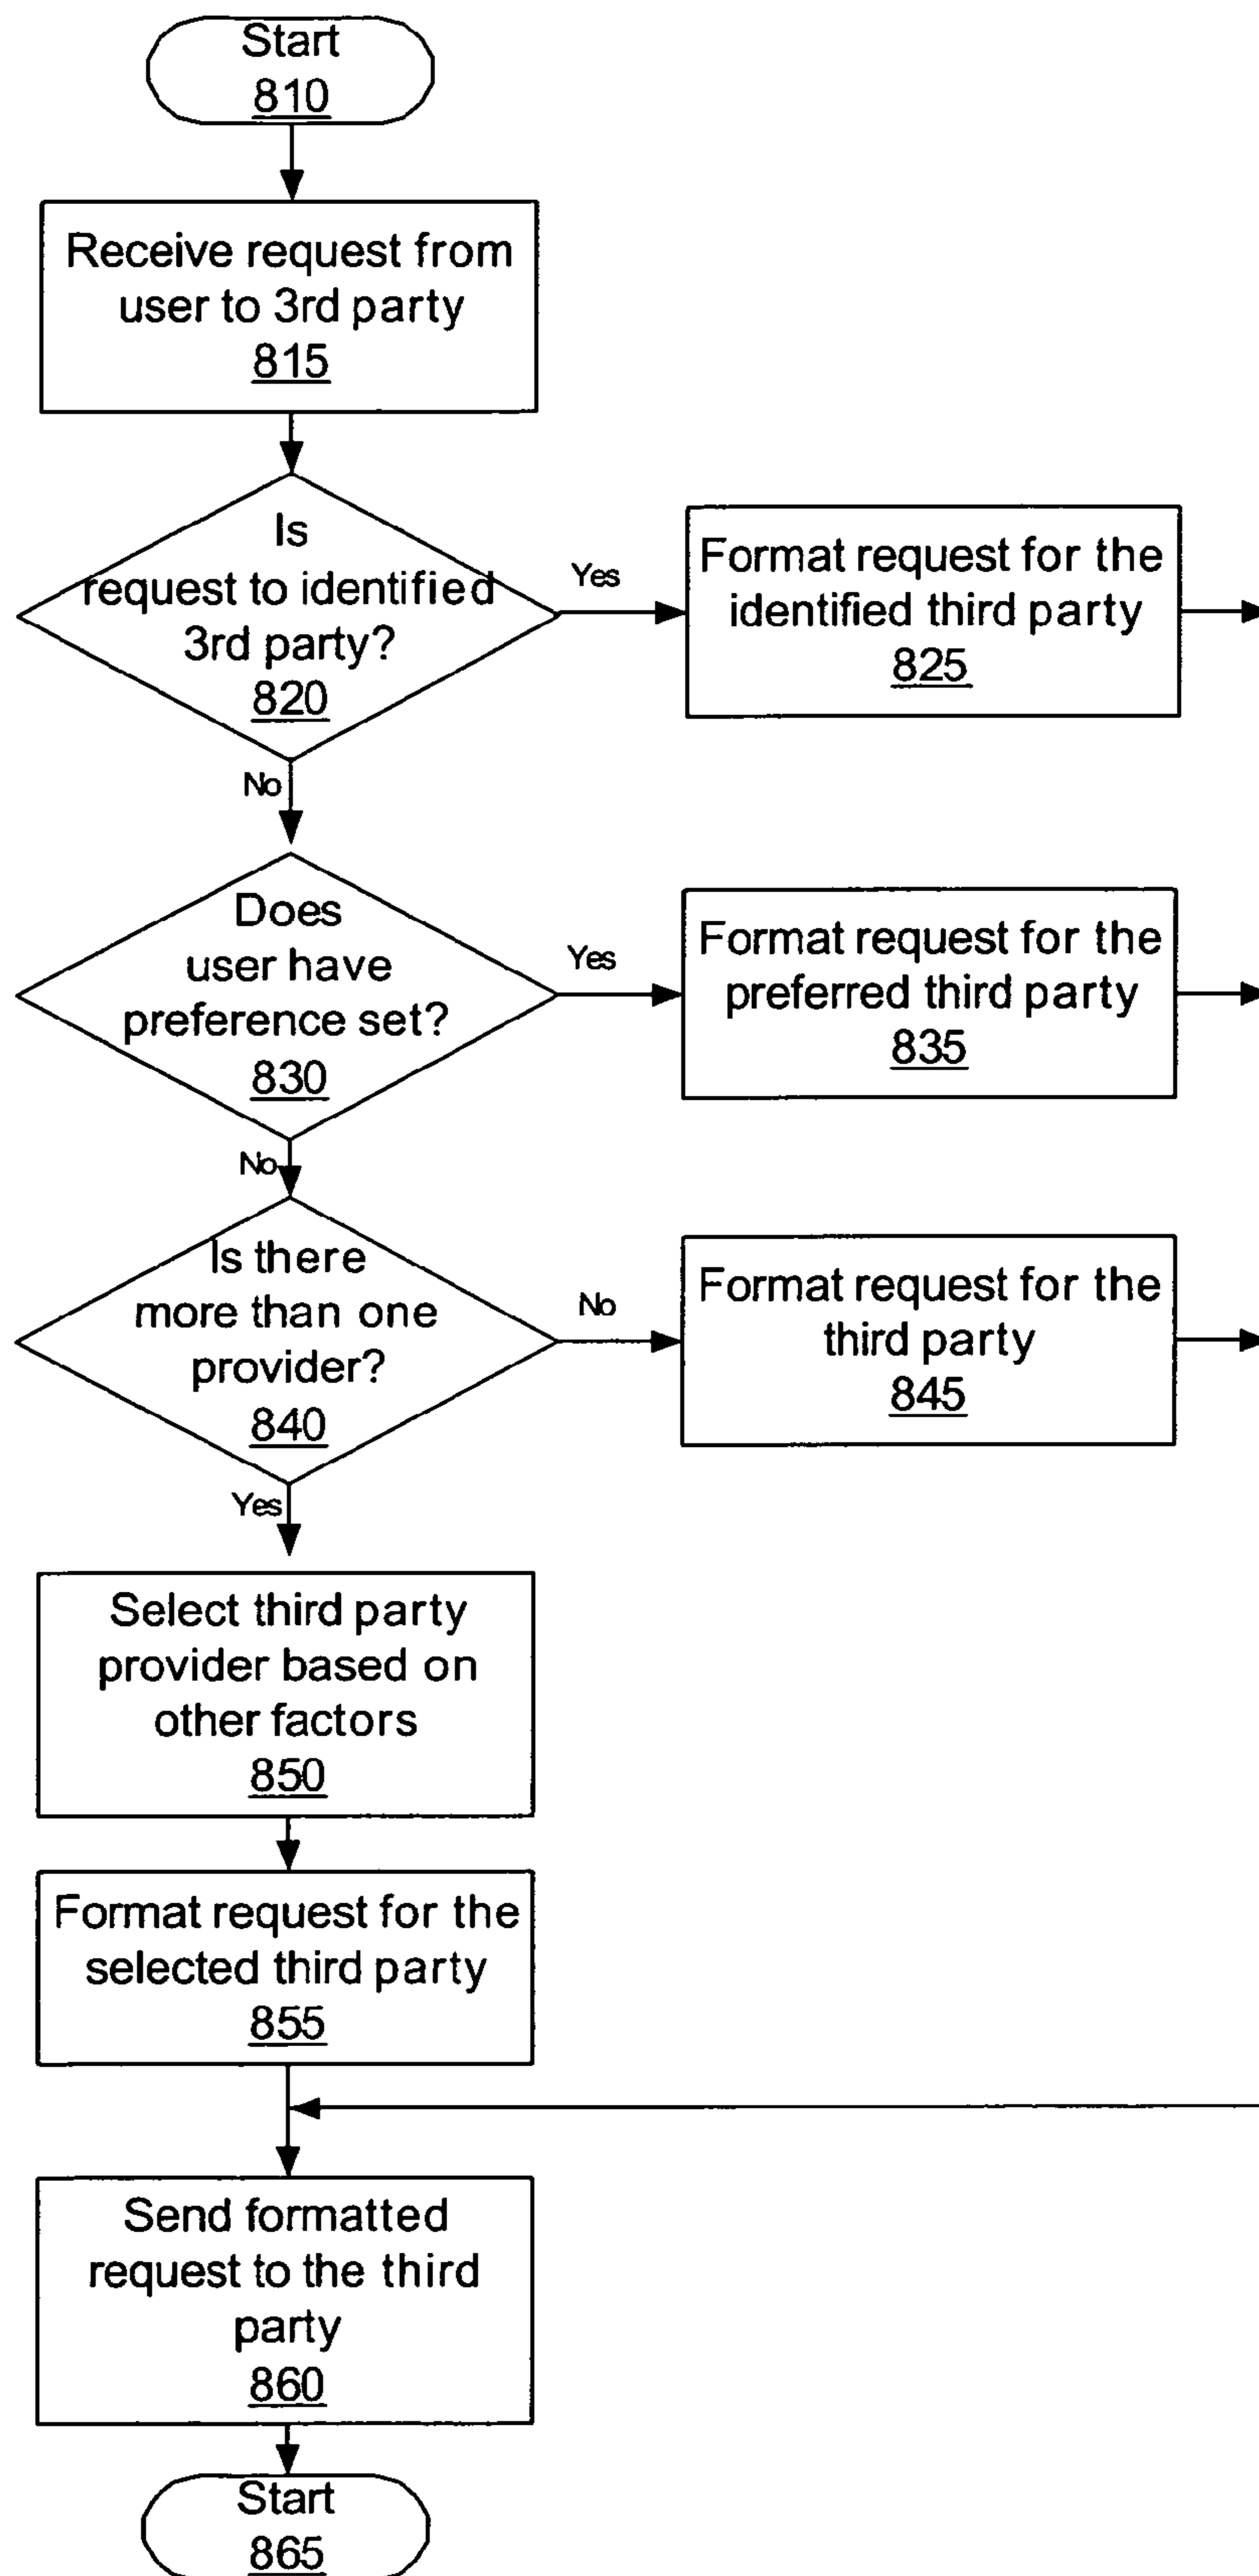 Start
810
Receive request from
user to 3rd party
815
Is
request to identified
3rd party?
820
Yes
Format request for the
identified third party
825
No
Does
user have
preference set?
830
Yes
Format request for the
preferred third party
835
No
Is there
more than one
provider?
840
No
Format request for the
third party
845
Yes
Select third party
provider based on
other factors
850
Format request for the
selected third party
855
Send formatted
request to the third
party
860
Start
865